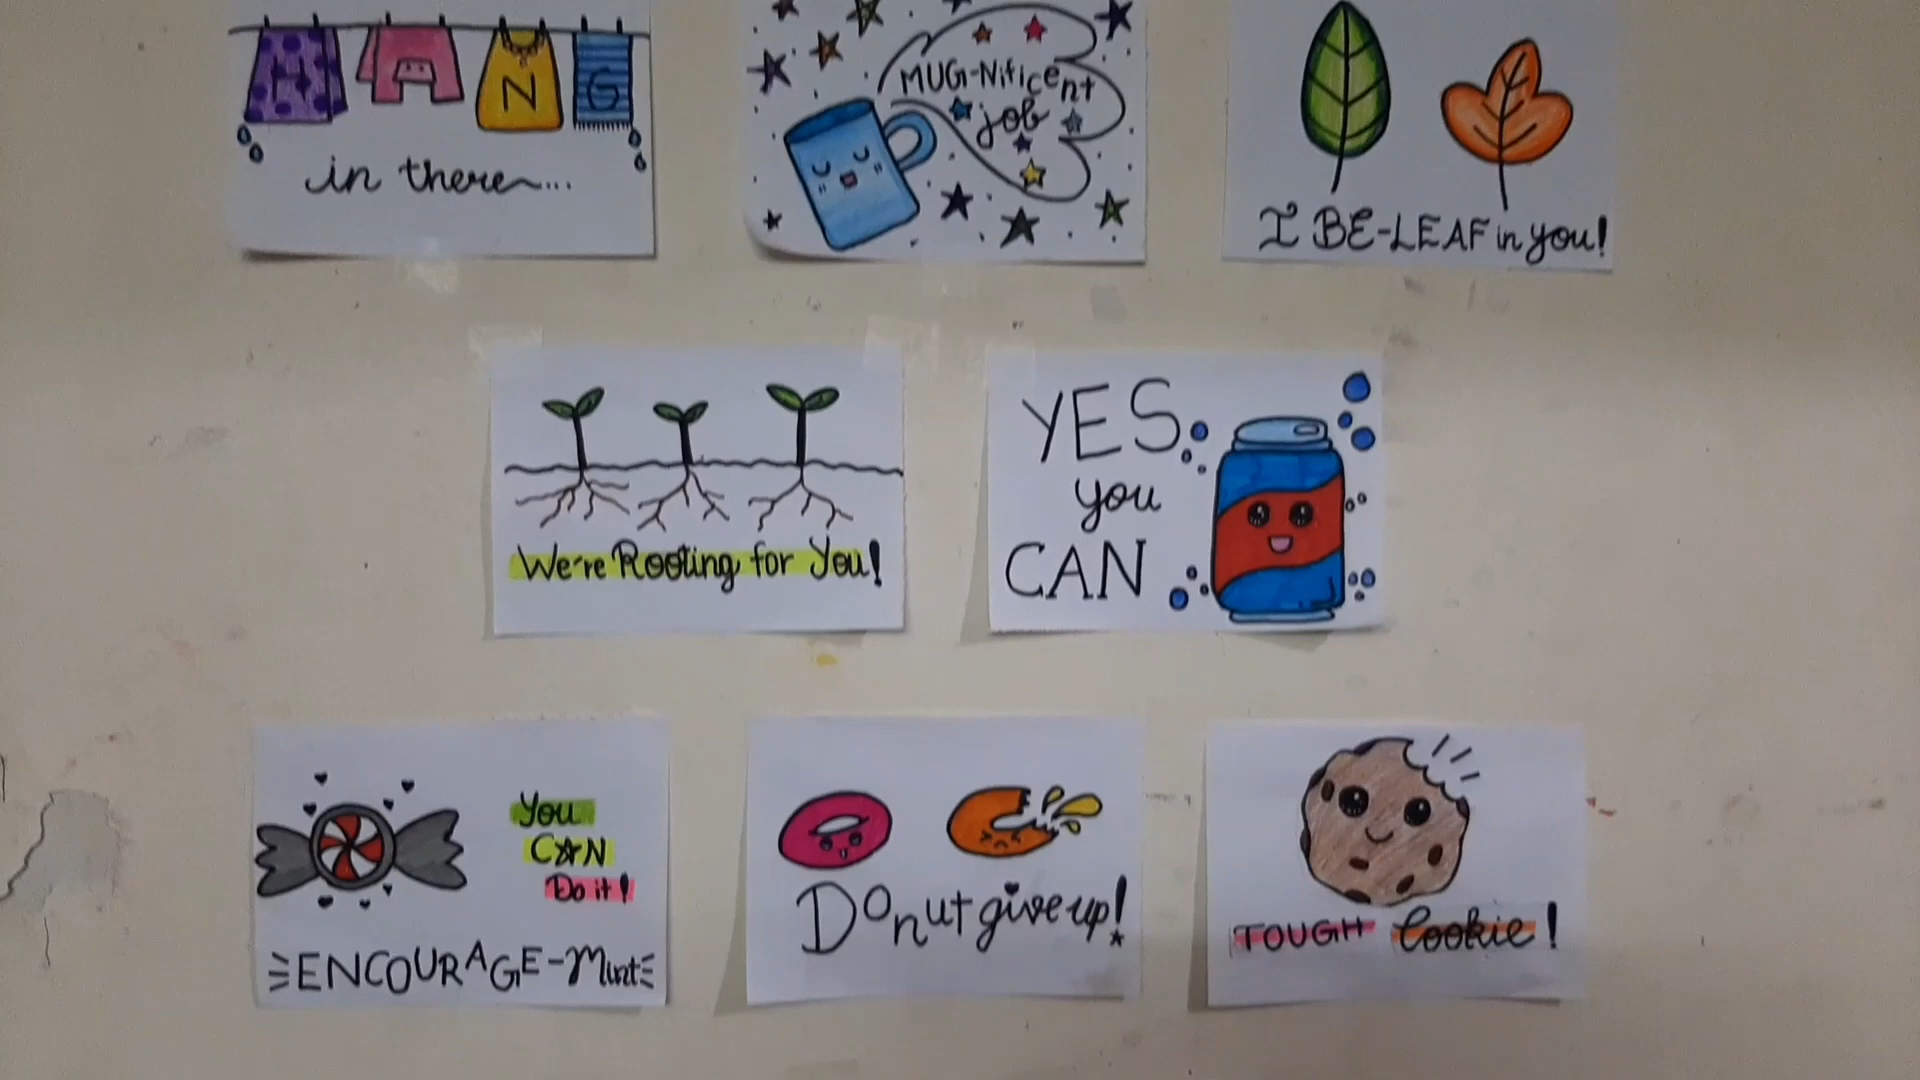 HANG
in there...
MUG-Nificent
job
I BE-LEAF in you!
We're Rooting for You!
YES
you
CAN
You
CAN
Do it!
ENCOURAGE-Mint
Donut give up!
TOUGH Cookie!